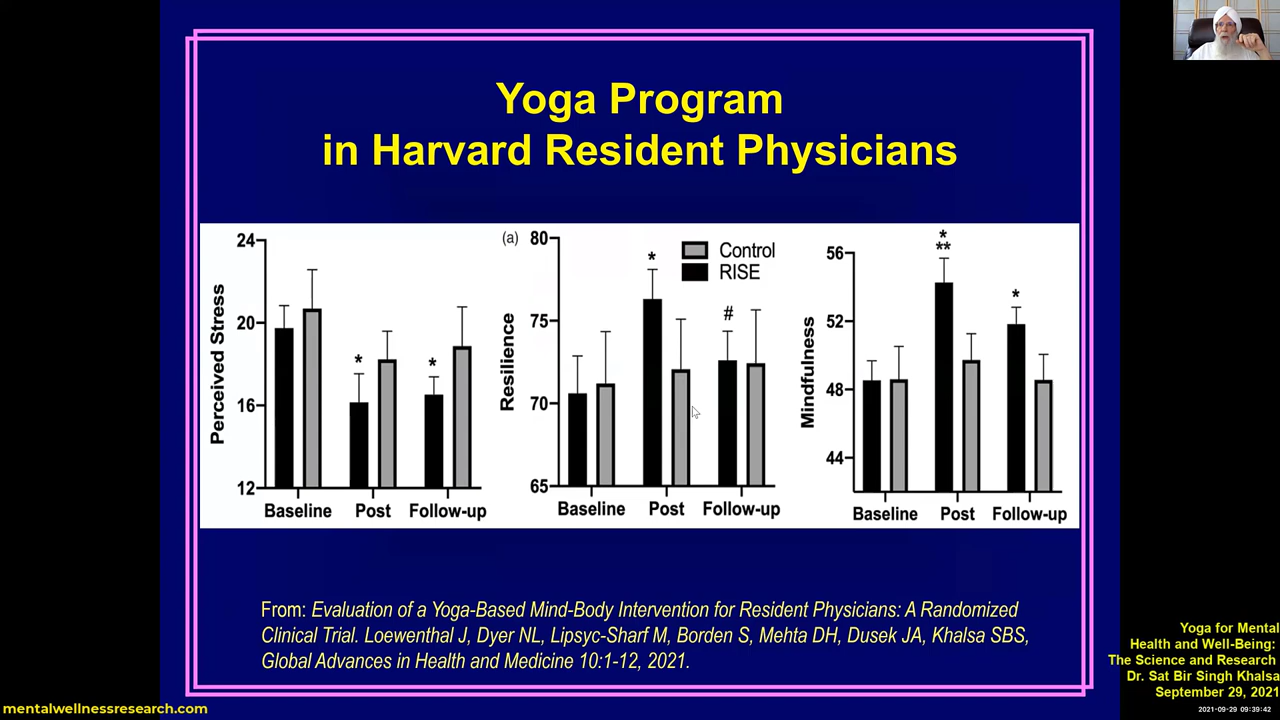 Yoga Program
in Harvard Resident Physicians
24
20
16
12
Perceived Stress
*
*
Baseline
Post
Follow-up
(a)
80
75
70
65
Resilience
*
#
Control
RISE
Baseline
Post
Follow-up
56
52
48
44
Mindfulness
*
**
*
Baseline
Post
Follow-up
From: Evaluation of a Yoga-Based Mind-Body Intervention for Resident Physicians: A Randomized
Clinical Trial. Loewenthal J, Dyer NL, Lipsyc-Sharf M, Borden S, Mehta DH, Dusek JA, Khalsa SBS,
Global Advances in Health and Medicine 10:1-12, 2021.
Yoga for Mental
Health and Well-Being:
The Science and Research
Dr. Sat Bir Singh Khalsa
September 29, 2021
2021-09-29 09:39:42
mentalwellnessresearch.com